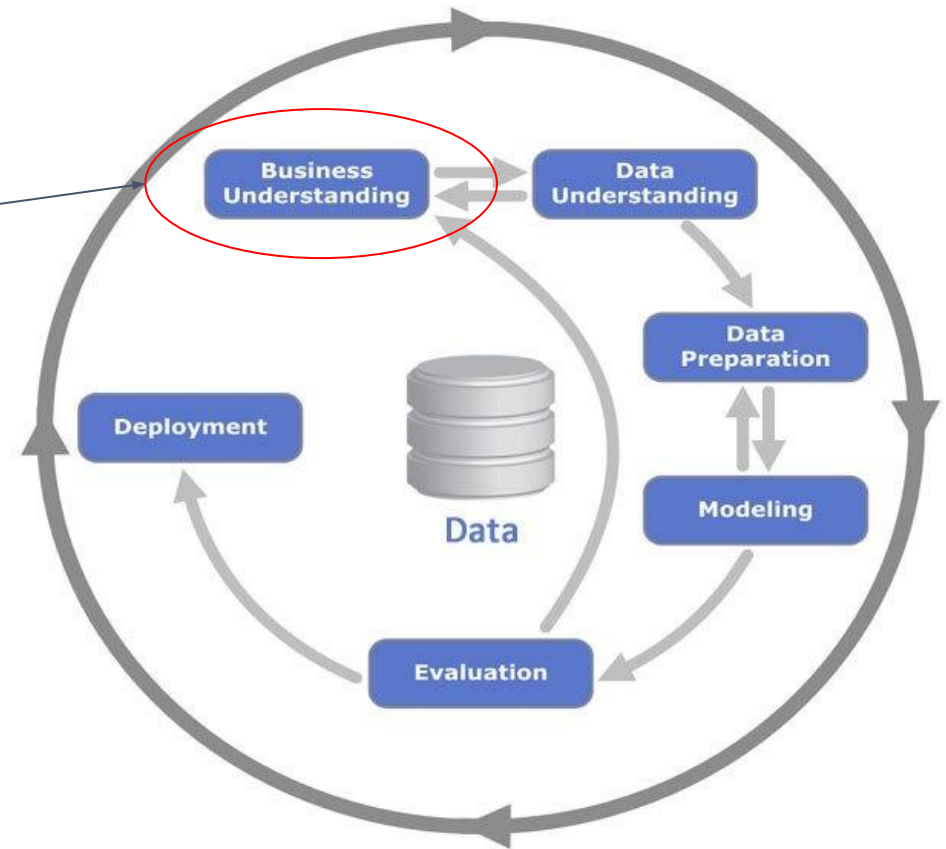 Business
Understanding
Data
Understanding
Data
Preparation
Deployment
Modeling
Data
Evaluation